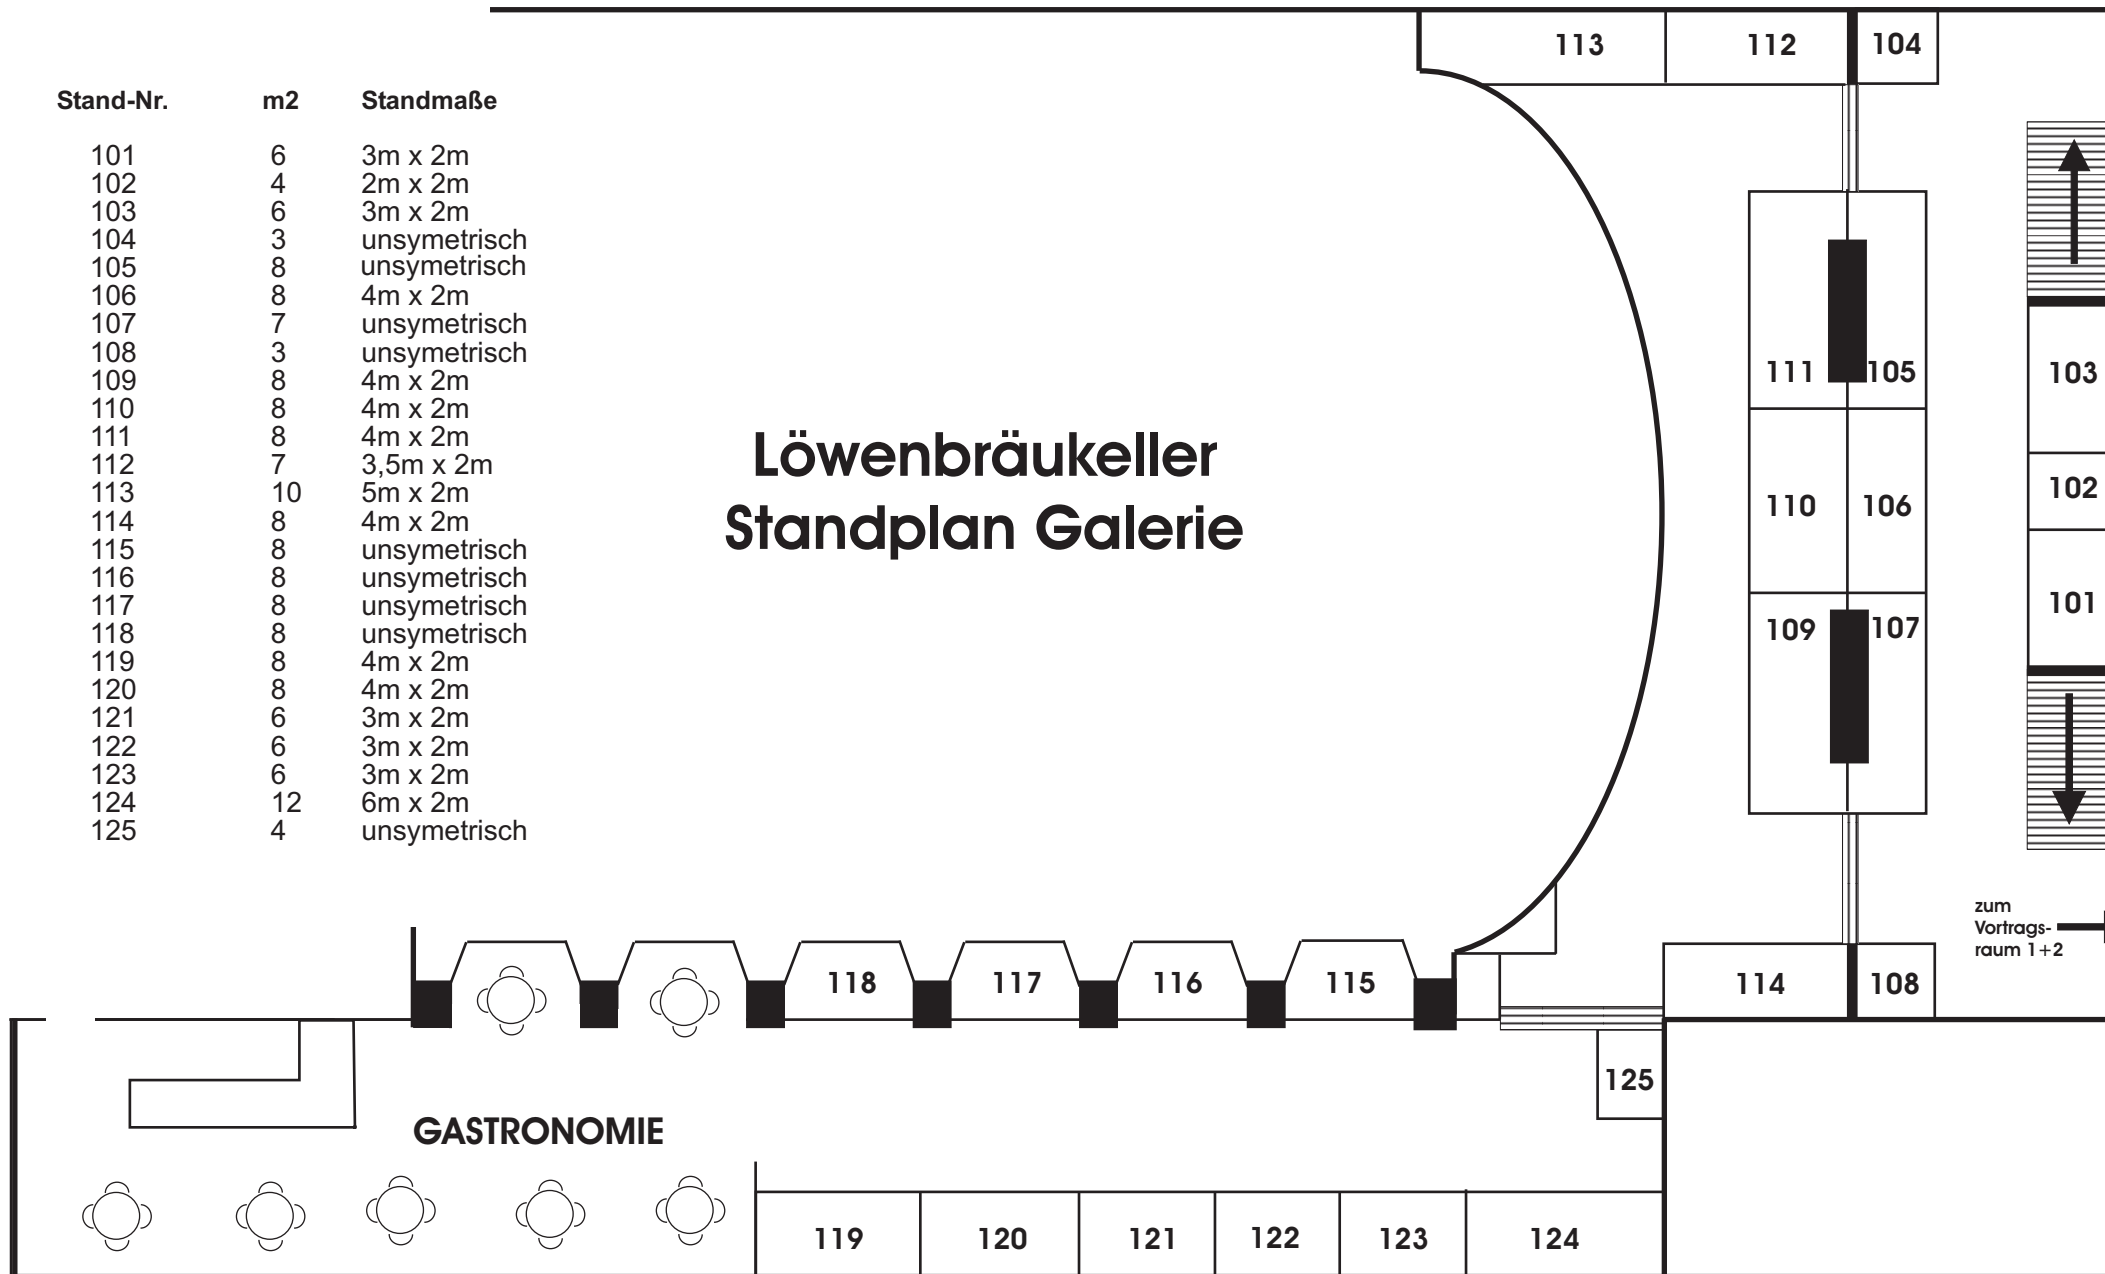 Stand-Nr. m2 Standmaße
101 6 3m x 2m
102 4 2m x 2m
103 6 3m x 2m
104 3 unsymetrisch
105 8 unsymetrisch
106 8 4m x 2m
107 7 unsymetrisch
108 3 unsymetrisch
109 8 4m x 2m
110 8 4m x 2m
111 8 4m x 2m
112 7 3,5m x 2m
113 10 5m x 2m
114 8 4m x 2m
115 8 unsymetrisch
116 8 unsymetrisch
117 8 unsymetrisch
118 8 unsymetrisch
119 8 4m x 2m
120 8 4m x 2m
121 6 3m x 2m
122 6 3m x 2m
123 6 3m x 2m
124 12 6m x 2m
125 4 unsymetrisch
Löwenbräukeller
Standplan Galerie
113 112 104
111 105 103
110 106 102
109 107 101
zum
Vortrags-
raum 1+2
118 117 116 115 114 108
125
GASTRONOMIE
119 120 121 122 123 124